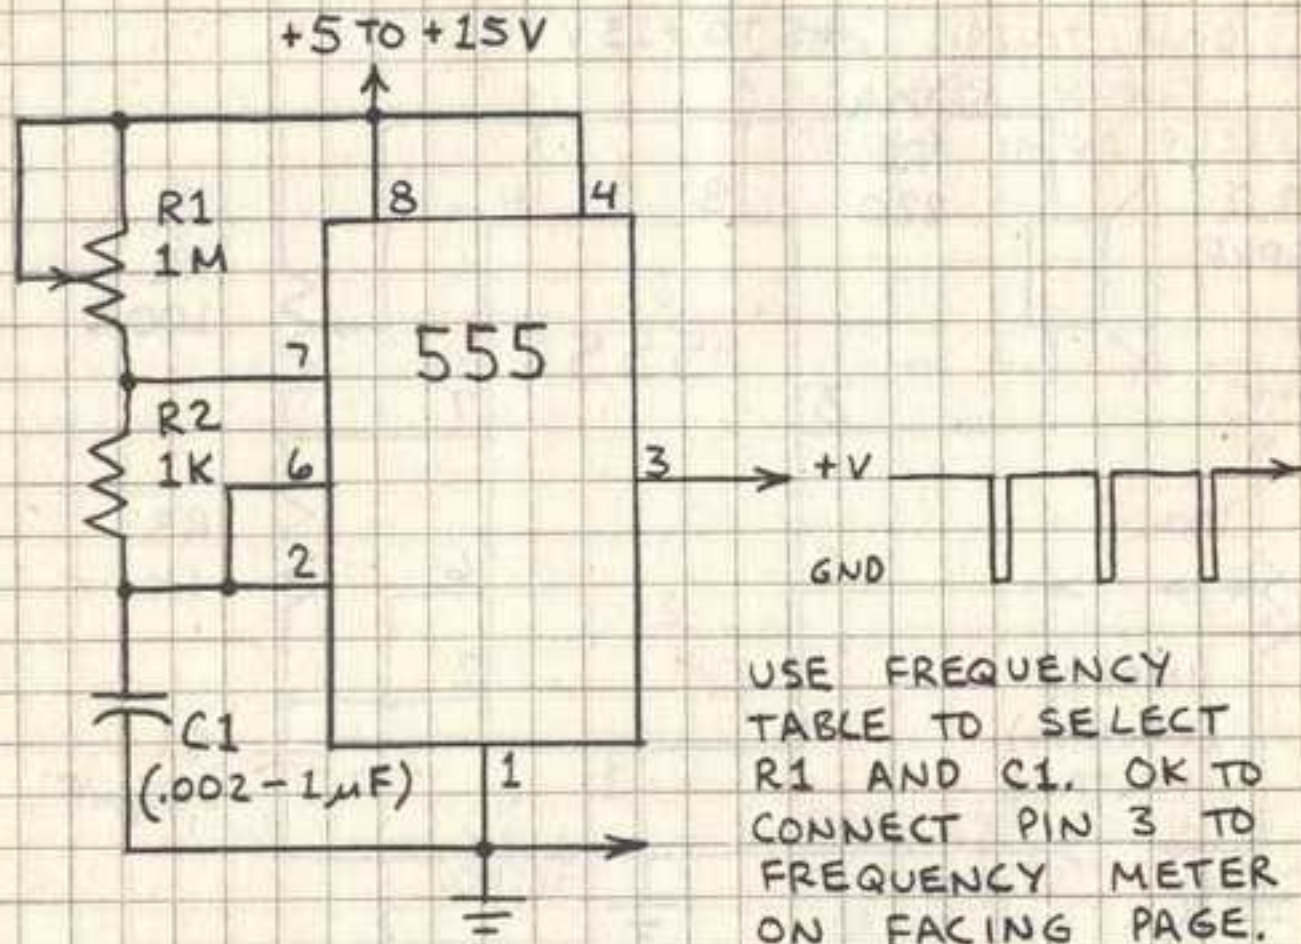 +5 TO +15 V
8
4
R1
1M
7
555
R2
1K
6
3
+V
2
GND
C1
(.002 - 1µF)
1
USE FREQUENCY
TABLE TO SELECT
R1 AND C1. OK TO
CONNECT PIN 3 TO
FREQUENCY METER
ON FACING PAGE.